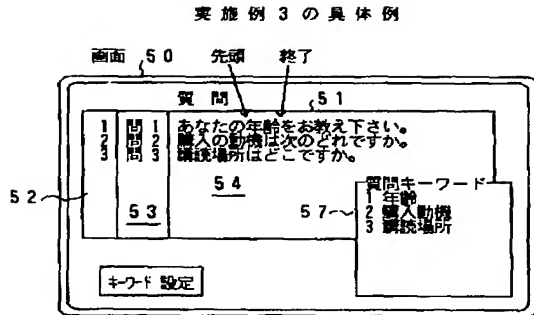 実施例3の具体例
画面 50 先頭 終了
質問 51
1 問1 あなたの年齢をお教え下さい。
2 問2 購入の動機は次のどれですか。
3 問3 購読場所はどこですか。
52
53
54
57
質問キーワード
1 年齢
2 購入動機
3 購読場所
キーワード 設定